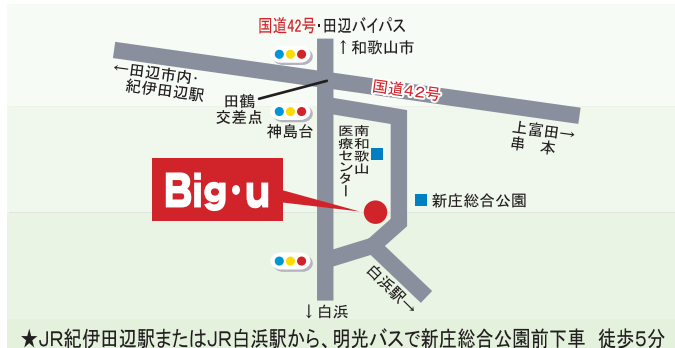 国道42号・田辺バイパス
↑和歌山市
←田辺市内・
紀伊田辺駅
国道42号
田鶴
交差点
神島台
上富田→
串　本
南和歌山
医療センター
Big・u
新庄総合公園
白浜駅→
↓白浜
★JR紀伊田辺駅またはJR白浜駅から、明光バスで新庄総合公園前下車　徒歩5分